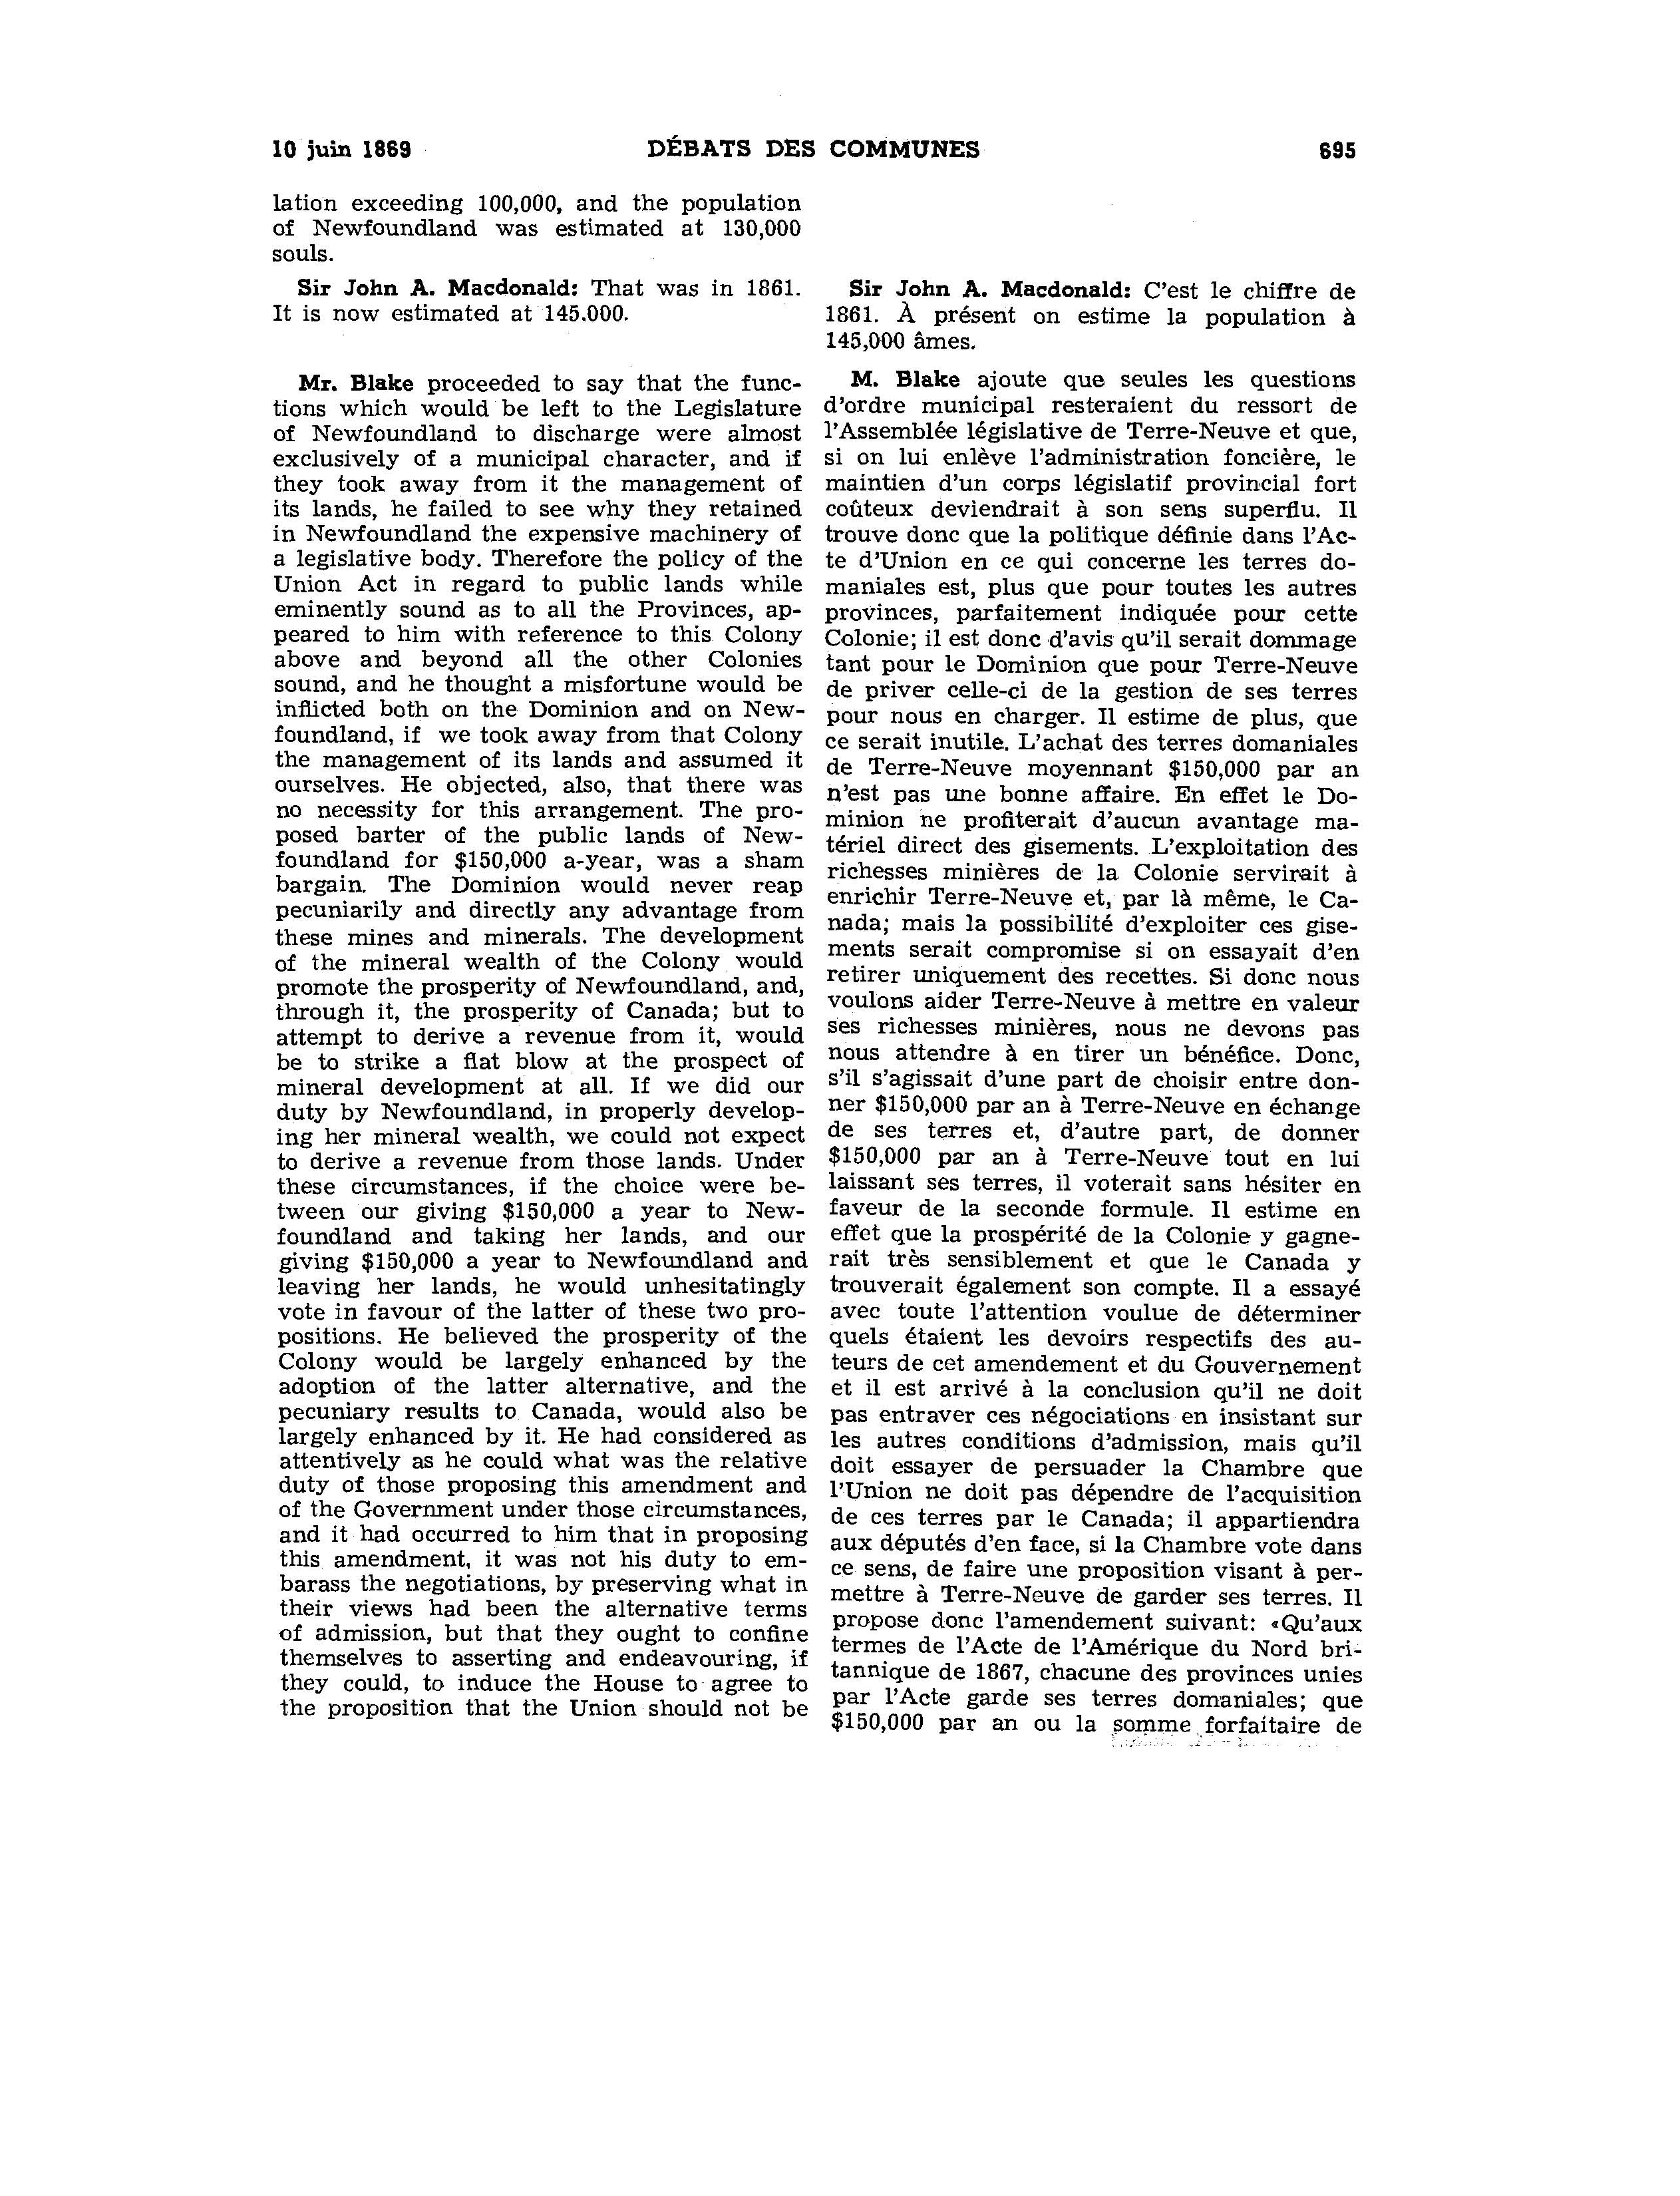 10 juin 1869 DÉBATS DES COMMUNES 695
lation exceeding 100,000, and the population
of Newfoundland was estimated at 130,000
souls.
Sir John A. Macdonald: That was in 1861.
It is now estimated at 145.000.
Mr. Blake proceeded to say that the func-
tions which would be left to the Legislature
of Newfoundland to discharge were almost
exclusively of a municipal character, and if
they took away from it the management of
its lands, he failed to see why they retained
in Newfoundland the expensive machinery of
a legislative body. Therefore the policy of the
Union Act in regard to public lands while
eminently sound as to all the Provinces, ap-
peared to him with reference to this Colony
above and beyond all the other Colonies
sound, and he thought a misfortune would be
inflicted both on the Dominion and on New-
foundland, if we took away from that Colony
the management of its lands and assumed it
ourselves. He objected, also, that there was
no necessity for this arrangement. The pro-
posed barter of the public lands of New-
foundland for $150,000 a-year, was a sham
bargain. The Dominion would never reap
pecuniarily and directly any advantage from
these mines and minerals. The development
of the mineral wealth of the Colony would
promote the prosperity of Newfoundland, and,
through it, the prosperity of Canada; but to
attempt to derive a revenue from it, would
be to strike a flat blow at the prospect of
mineral development at all. If we did our
duty by Newfoundland, in properly develop-
ing her mineral wealth, we could not expect
to derive a revenue from those lands. Under
these circumstances, if the choice were be-
tween our giving $150,000 a year to New-
foundland and taking her lands, and our
giving $150,000 a year to Newfoundland and
leaving her lands, he would unhesitatingly
vote in favour of the latter of these two pro-
positions. He believed the prosperity of the
Colony would be largely enhanced by the
adoption of the latter alternative, and the
pecuniary results to Canada, would also be
largely enhanced by it. He had considered as
attentively as he could what was the relative
duty of those proposing this amendment and
of the Government under those circumstances,
and it had occurred to him that in proposing
this amendment, it was not his duty to em-
barass the negotiations, by preserving what in
their views had been the alternative terms
of admission, but that they ought to confine
themselves to asserting and endeavouring, if
they could, to induce the House to agree to
the proposition that the Union should not be
Sir John A. Macdonald: C'est le chiffre de
1861. À présent on estime la population à
145,000 âmes.
M. Blake ajoute que seules les questions
d'ordre municipal resteraient du ressort de
l'Assemblée législative de Terre-Neuve et que,
si on lui enlève l'administration foncière, le
maintien d'un corps législatif provincial fort
coûteux deviendrait à son sens superflu. Il
trouve donc que la politique définie dans l'Ac-
te d'Union en ce qui concerne les terres do-
maniales est, plus que pour toutes les autres
provinces, parfaitement indiquée pour cette
Colonie; il est donc d'avis qu'il serait dommage
tant pour le Dominion que pour Terre-Neuve
de priver celle-ci de la gestion de ses terres
pour nous en charger. Il estime de plus, que
ce serait inutile. L'achat des terres domaniales
de Terre-Neuve moyennant $150,000 par an
n'est pas une bonne affaire. En effet le Do-
minion ne profiterait d'aucun avantage ma-
tériel direct des gisements. L'exploitation des
richesses minières de la Colonie servirait à
enrichir Terre-Neuve et, par là même, le Ca-
nada; mais la possibilité d'exploiter ces gise-
ments serait compromise si on essayait d'en
retirer uniquement des recettes. Si donc nous
voulons aider Terre-Neuve à mettre en valeur
ses richesses minières, nous ne devons pas
nous attendre à en tirer un bénéfice. Donc,
s'il s'agissait d'une part de choisir entre don-
ner $150,000 par an à Terre-Neuve en échange
de ses terres et, d'autre part, de donner
$150,000 par an à Terre-Neuve tout en lui
laissant ses terres, il voterait sans hésiter en
faveur de la seconde formule. Il estime en
effet que la prospérité de la Colonie y gagne-
rait très sensiblement et que le Canada y
trouverait également son compte. Il a essayé
avec toute l'attention voulue de déterminer
quels étaient les devoirs respectifs des au-
teurs de cet amendement et du Gouvernement
et il est arrivé à la conclusion qu'il ne doit
pas entraver ces négociations en insistant sur
les autres conditions d'admission, mais qu'il
doit essayer de persuader la Chambre que
l'Union ne doit pas dépendre de l'acquisition
de ces terres par le Canada; il appartiendra
aux députés d'en face, si la Chambre vote dans
ce sens, de faire une proposition visant à per-
mettre à Terre-Neuve de garder ses terres. Il
propose donc l'amendement suivant: «Qu'aux
termes de l'Acte de l'Amérique du Nord bri-
tannique de 1867, chacune des provinces unies
par l'Acte garde ses terres domaniales; que
$150,000 par an ou la somme forfaitaire de